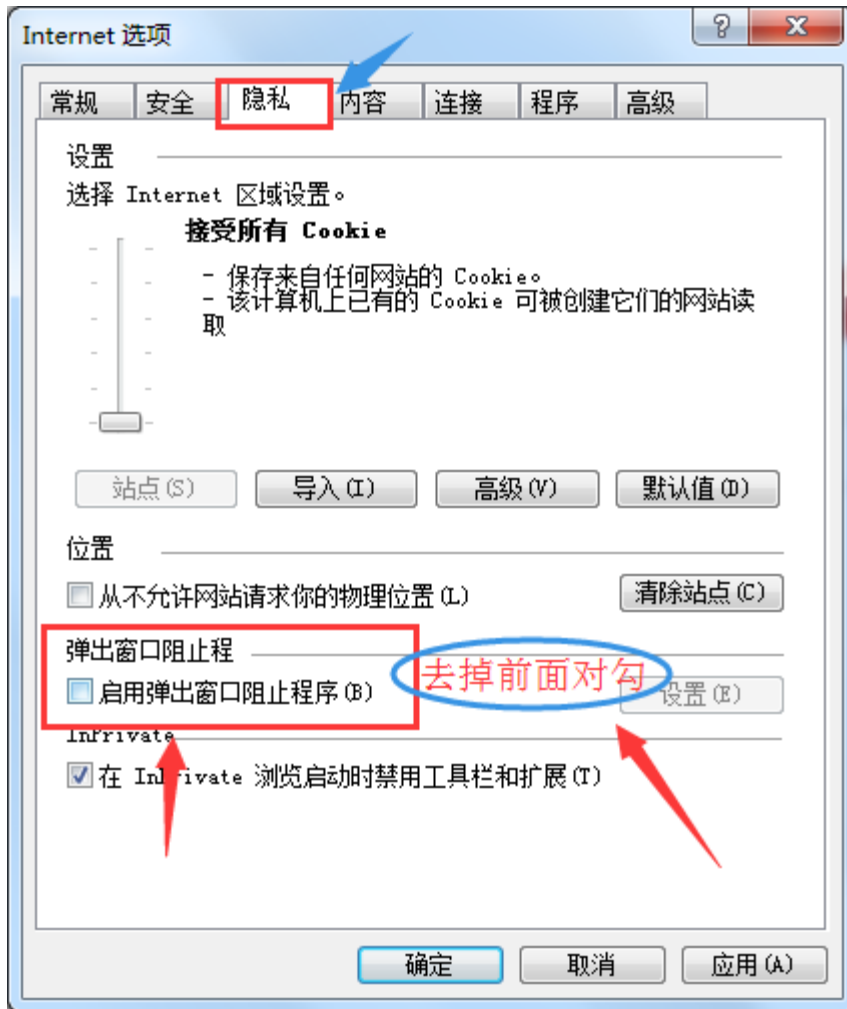 Internet 选项
常规 安全 隐私 内容 连接 程序 高级
设置
选择 Internet 区域设置。
接受所有 Cookie
- 保存来自任何网站的 Cookie。
- 该计算机上已有的 Cookie 可被创建它们的网站读
取
站点(S) 导入(I) 高级(V) 默认值(D)
位置
从不允许网站请求你的物理位置(L) 清除站点(C)
弹出窗口阻止程
启用弹出窗口阻止程序(B) 去掉前面对勾 设置(E)
InPrivate
在 InPrivate 浏览启动时禁用工具栏和扩展(T)
确定 取消 应用(A)